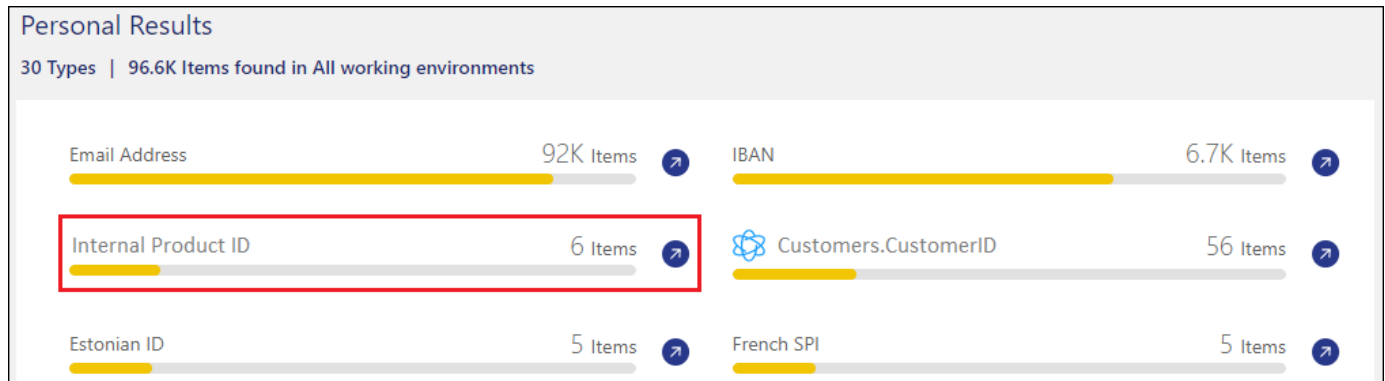 Personal Results
30 Types | 96.6K Items found in All working environments
Email Address 92K Items
IBAN 6.7K Items
Internal Product ID 6 Items
Customers.CustomerID 56 Items
Estonian ID 5 Items
French SPI 5 Items